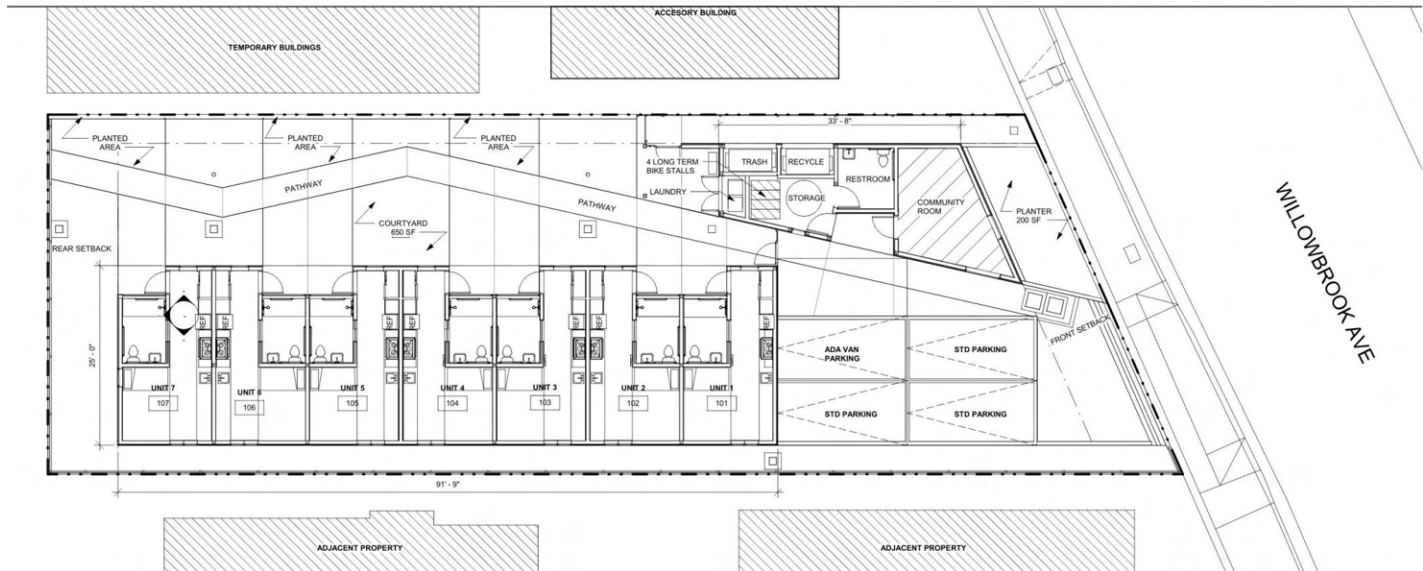 ACCESORY BUILDING
TEMPORARY BUILDINGS
33' - 8"
PLANTED
AREA
PLANTED
AREA
PLANTED
AREA
4 LONG TERM
BIKE STALLS
TRASH
RECYCLE
RESTROOM
LAUNDRY
STORAGE
COMMUNITY
ROOM
PLANTER
200 SF
PATHWAY
PATHWAY
COURTYARD
650 SF
REAR SETBACK
WILLOWBROOK AVE
FRONT SETBACK
25' - 0"
REF
REF
REF
REF
REF
REF
REF
ADA VAN
PARKING
STD PARKING
STD PARKING
STD PARKING
UNIT 7
107
UNIT 6
106
UNIT 5
105
UNIT 4
104
UNIT 3
103
UNIT 2
102
UNIT 1
101
91' - 9"
ADJACENT PROPERTY
ADJACENT PROPERTY